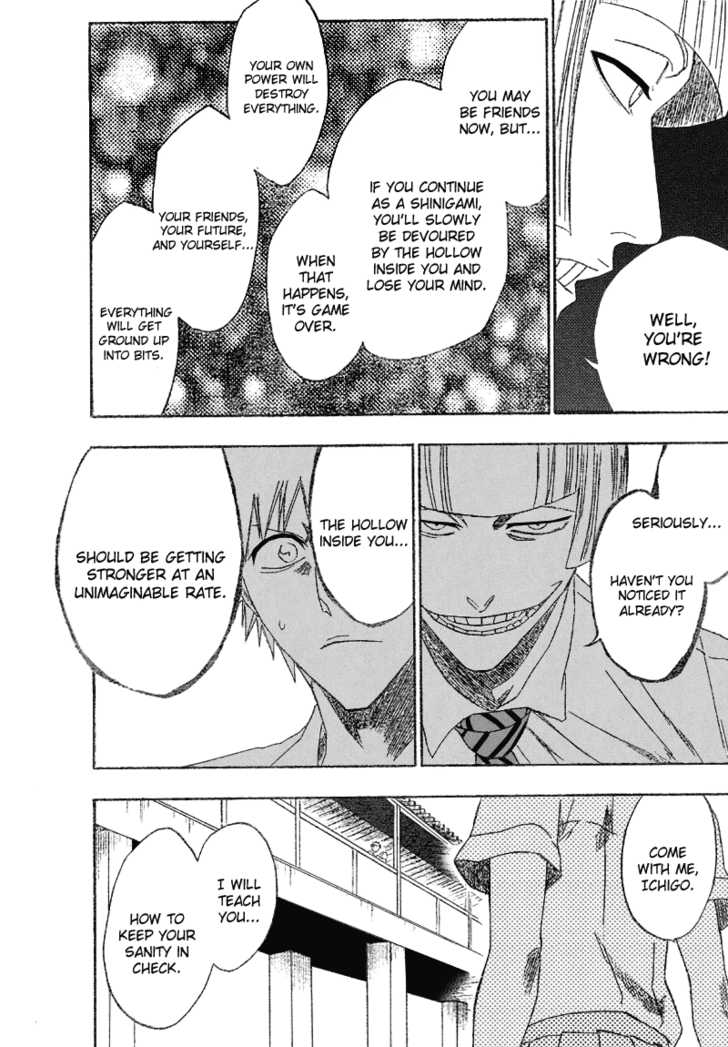 WELL,
YOU'RE
WRONG!
YOU MAY
BE FRIENDS
NOW, BUT...
IF YOU CONTINUE
AS A SHINIGAMI,
YOU'LL SLOWLY
BE DEVOURED
BY THE HOLLOW
INSIDE YOU AND
LOSE YOUR MIND.
WHEN
THAT
HAPPENS,
IT'S GAME
OVER.
YOUR OWN
POWER WILL
DESTROY
EVERYTHING.
YOUR FRIENDS,
YOUR FUTURE,
AND YOURSELF...
EVERYTHING
WILL GET
GROUND UP
INTO BITS.
SERIOUSLY...
HAVEN'T YOU
NOTICED IT
ALREADY?
THE HOLLOW
INSIDE YOU...
SHOULD BE GETTING
STRONGER AT AN
UNIMAGINABLE RATE.
COME
WITH ME,
ICHIGO.
I WILL
TEACH
YOU...
HOW TO
KEEP YOUR
SANITY IN
CHECK.